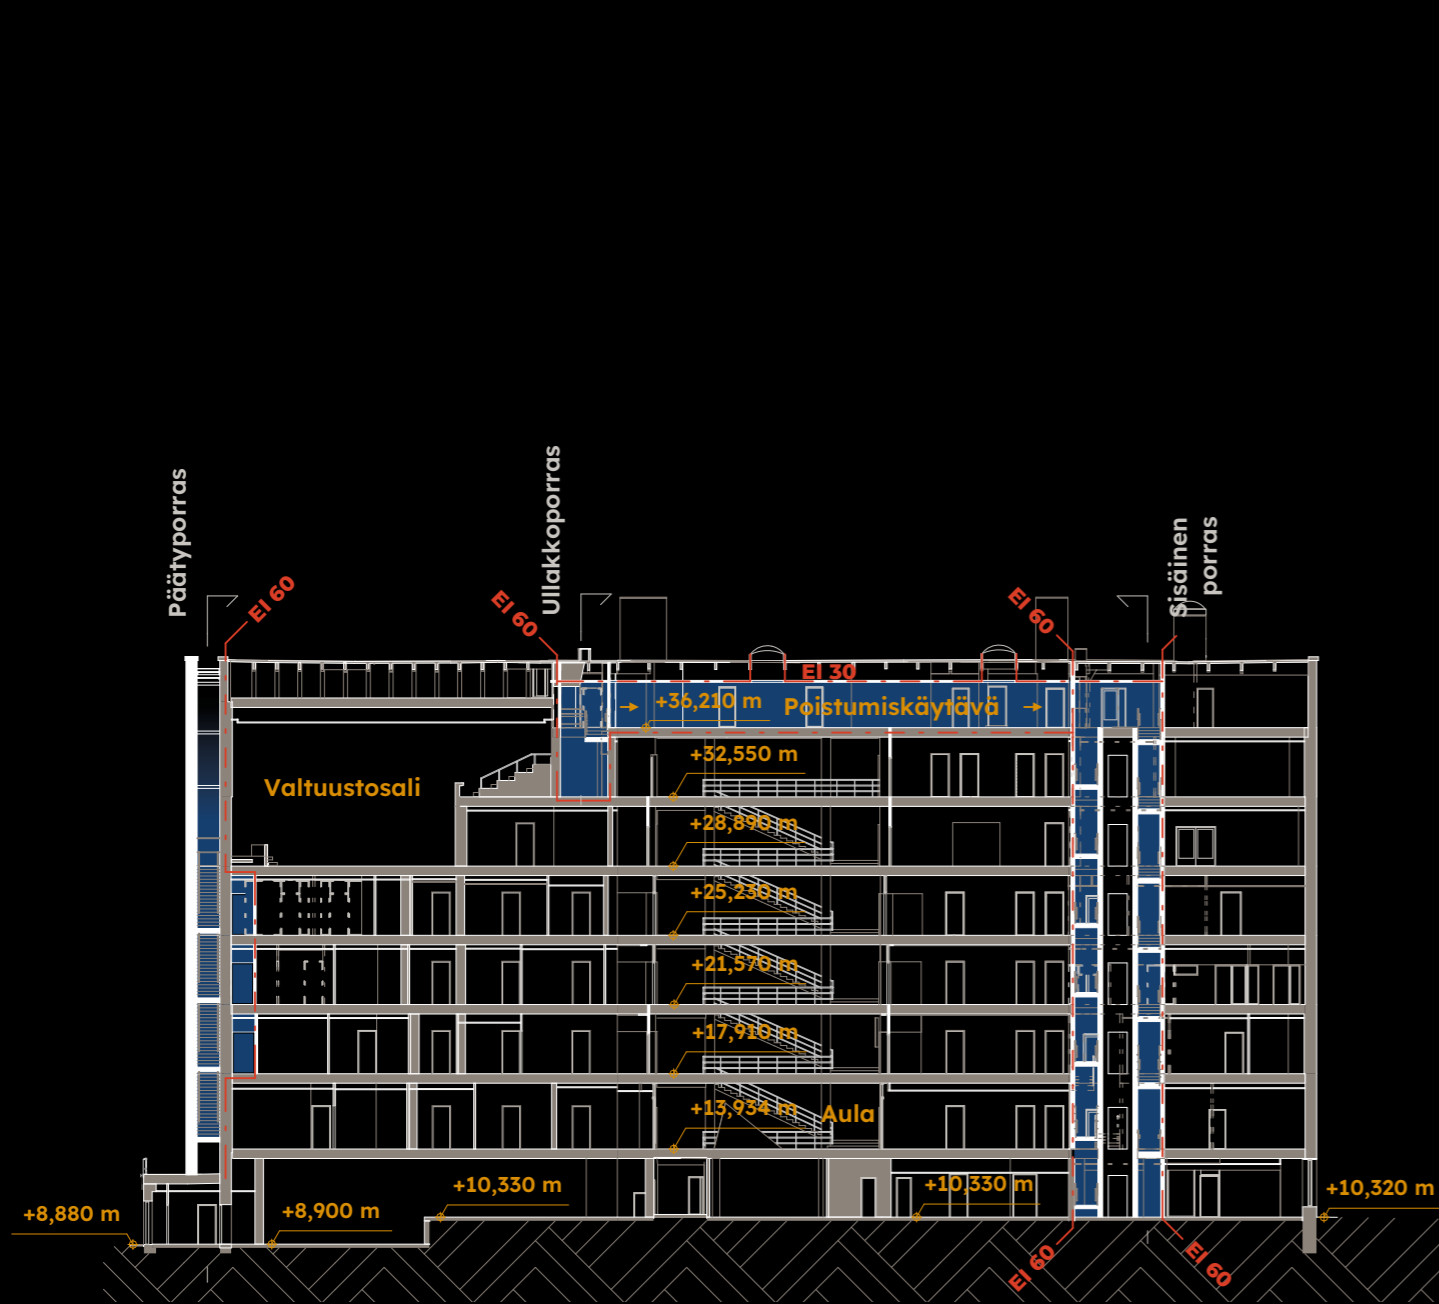 Päätyporras
Ullakkoporras
Sisäinen
porras
EI 60
EI 60
EI 60
EI 30
+36,210 m
Poistumiskäytävä
+32,550 m
Valtuustosali
+28,890 m
+25,230 m
+21,570 m
+17,910 m
+13,934 m
Aula
+10,330 m
+10,330 m
+10,320 m
+8,880 m
+8,900 m
EI 60
EI 60